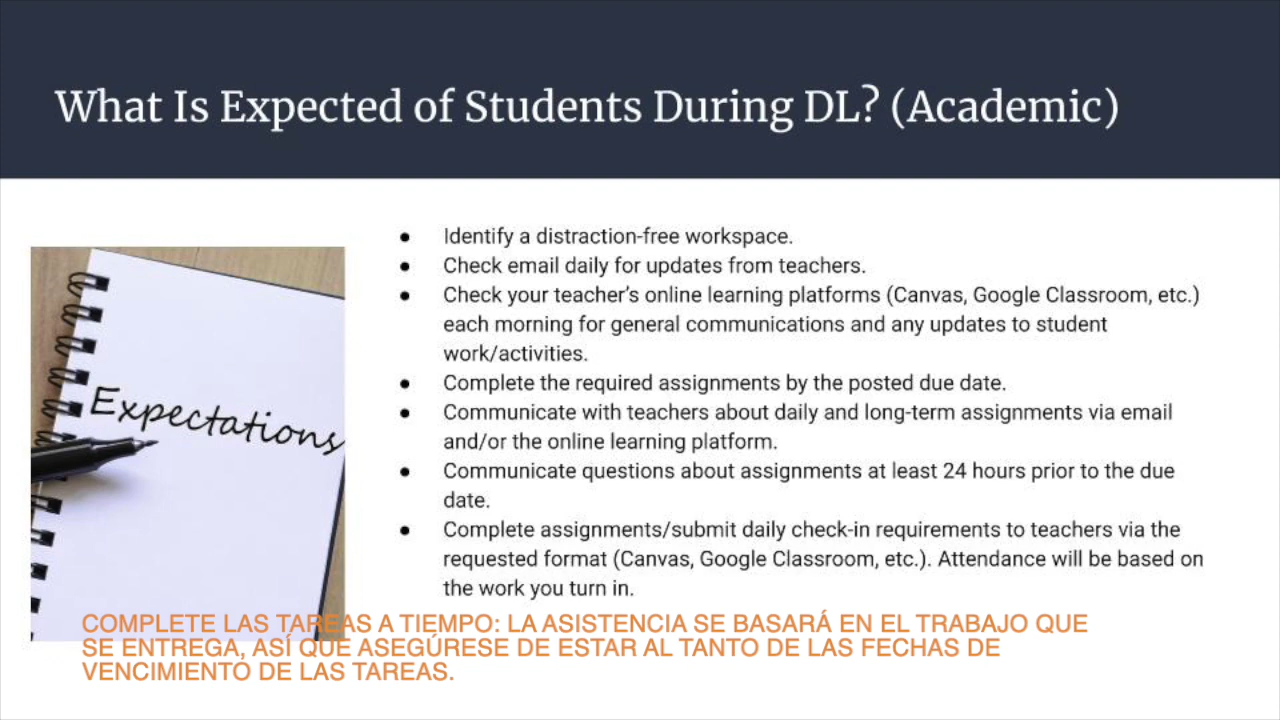 What Is Expected of Students During DL? (Academic)
Expectations
● Identify a distraction-free workspace.
● Check email daily for updates from teachers.
● Check your teacher's online learning platforms (Canvas, Google Classroom, etc.)
each morning for general communications and any updates to student
work/activities.
● Complete the required assignments by the posted due date.
● Communicate with teachers about daily and long-term assignments via email
and/or the online learning platform.
● Communicate questions about assignments at least 24 hours prior to the due
date.
● Complete assignments/submit daily check-in requirements to teachers via the
requested format (Canvas, Google Classroom, etc.). Attendance will be based on
the work you turn in.
COMPLETE LAS TAREAS A TIEMPO: LA ASISTENCIA SE BASARÁ EN EL TRABAJO QUE
SE ENTREGA, ASÍ QUE ASEGÚRESE DE ESTAR AL TANTO DE LAS FECHAS DE
VENCIMIENTO DE LAS TAREAS.